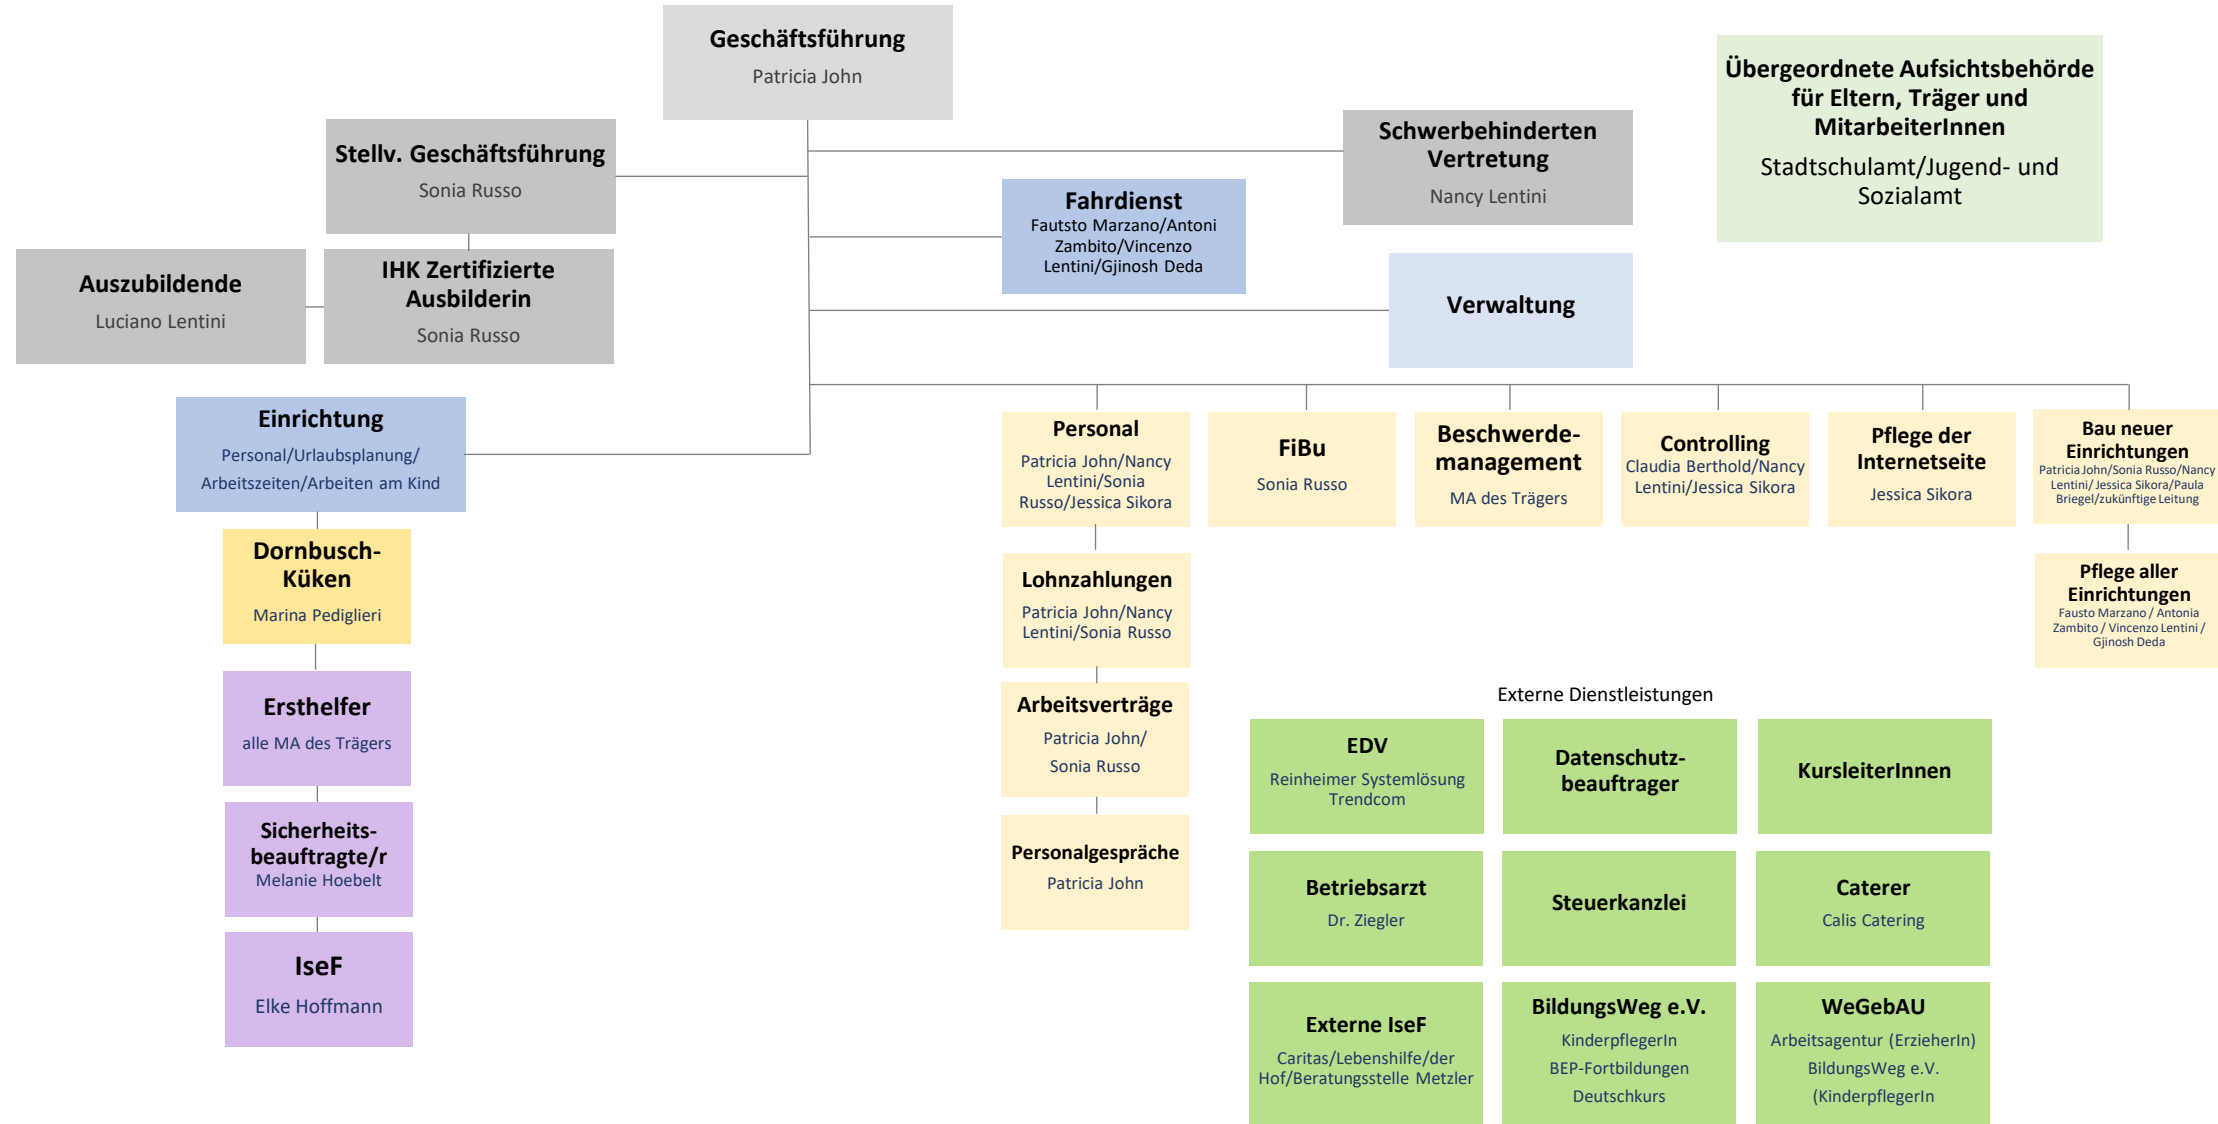 Geschäftsführung
Patricia John
Übergeordnete Aufsichtsbehörde
für Eltern, Träger und
MitarbeiterInnen
Stadtschulamt/Jugend- und
Sozialamt
Stellv. Geschäftsführung
Sonia Russo
Schwerbehinderten
Vertretung
Nancy Lentini
Fahrdienst
Fautsto Marzano/Antoni
Zambito/Vincenzo
Lentini/Gjinosh Deda
Auszubildende
Luciano Lentini
IHK Zertifizierte
Ausbilderin
Sonia Russo
Verwaltung
Einrichtung
Personal/Urlaubsplanung/
Arbeitszeiten/Arbeiten am Kind
Personal
Patricia John/Nancy
Lentini/Sonia
Russo/Jessica Sikora
FiBu
Sonia Russo
Beschwerde-
management
MA des Trägers
Controlling
Claudia Berthold/Nancy
Lentini/Jessica Sikora
Pflege der
Internetseite
Jessica Sikora
Bau neuer
Einrichtungen
Patricia John/Sonia Russo/Nancy
Lentini/ Jessica Sikora/Paula
Briegel/zukünftige Leitung
Dornbusch-
Küken
Marina Pediglieri
Lohnzahlungen
Patricia John/Nancy
Lentini/Sonia Russo
Pflege aller
Einrichtungen
Fausto Marzano / Antonia
Zambito / Vincenzo Lentini /
Gjinosh Deda
Ersthelfer
alle MA des Trägers
Arbeitsverträge
Patricia John/
Sonia Russo
Sicherheits-
beauftragte/r
Melanie Hoebelt
Personalgespräche
Patricia John
IseF
Elke Hoffmann
Externe Dienstleistungen
EDV
Reinheimer Systemlösung
Trendcom
Datenschutz-
beauftrager
KursleiterInnen
Betriebsarzt
Dr. Ziegler
Steuerkanzlei
Caterer
Calis Catering
Externe IseF
Caritas/Lebenshilfe/der
Hof/Beratungsstelle Metzler
BildungsWeg e.V.
KinderpflegerIn
BEP-Fortbildungen
Deutschkurs
WeGebAU
Arbeitsagentur (ErzieherIn)
BildungsWeg e.V.
(KinderpflegerIn